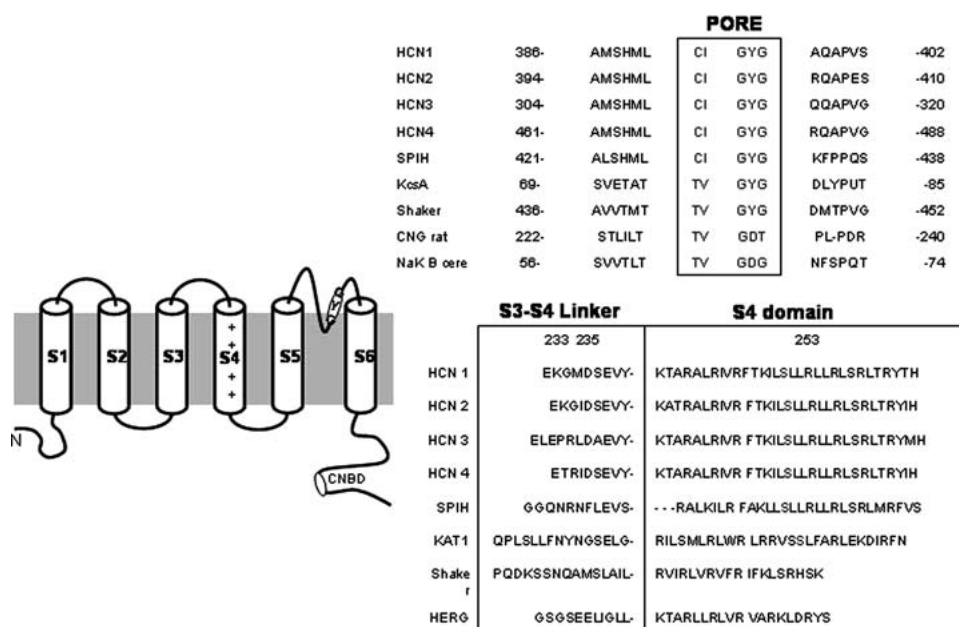 PORE
HCN1 386- AMSHML CI GYG AQAPVS -402
HCN2 394- AMSHML CI GYG RQAPES -410
HCN3 304- AMSHML CI GYG QQAPVG -320
HCN4 461- AMSHML CI GYG RQAPVG -488
SPIH 421- ALSHML CI GYG KFPPQS -438
KcsA 69- SVETAT TV GYG DLYPUT -85
Shaker 436- AVVTMT TV GYG DMTPVG -452
CNG rat 222- STLILT TV GDT PL-PDR -240
NaK B cere 56- SVVTLT TV GDG NFSPQT -74
S1 S2 S3 S4 S5 S6
+
+
+
+
+
N
CNBD
S3-S4 Linker S4 domain
233 235 253
HCN 1 EKGMDSEVY- KTARALRIVRFTKILSLLRLLRLSRLTRYTH
HCN 2 EKGIDSEVY- KATRALRIVR FTKILSLLRLLRLSRLTRYIH
HCN 3 ELEPRLDAEVY- KTARALRIVR FTKILSLLRLLRLSRLTRYMH
HCN 4 ETRIDSEVY- KTARALRIVR FTKILSLLRLLRLSRLTRYIH
SPIH GGQNRNFLEVS- ---RALKILR FAKLLSLLRLLRLSRLMRFVS
KAT1 QPLSLLFNYNGSELG- RILSMLRLWR LRRVSSLFARLEKDIRFN
Shake
r PQDKSSNQAMSLAIL- RVIRLVRVFR IFKLSRHSK
HERG GSGSEELIGLL- KTARLLRLVR VARKLDRYS